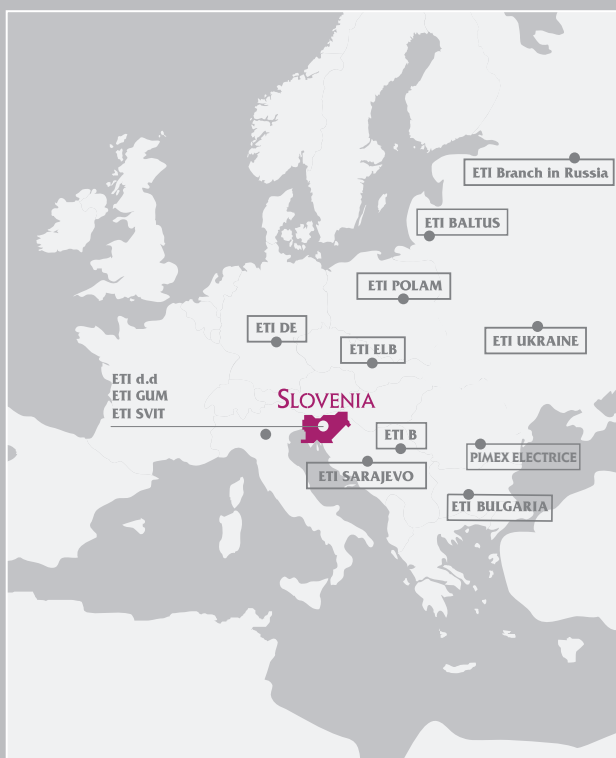 ETI Branch in Russia
ETI BALTUS
ETI POLAM
ETI DE
ETI UKRAINE
ETI ELB
ETI d.d
ETI GUM
ETI SVIT
SLOVENIA
ETI B
PIMEX ELECTRICE
ETI SARAJEVO
ETI BULGARIA